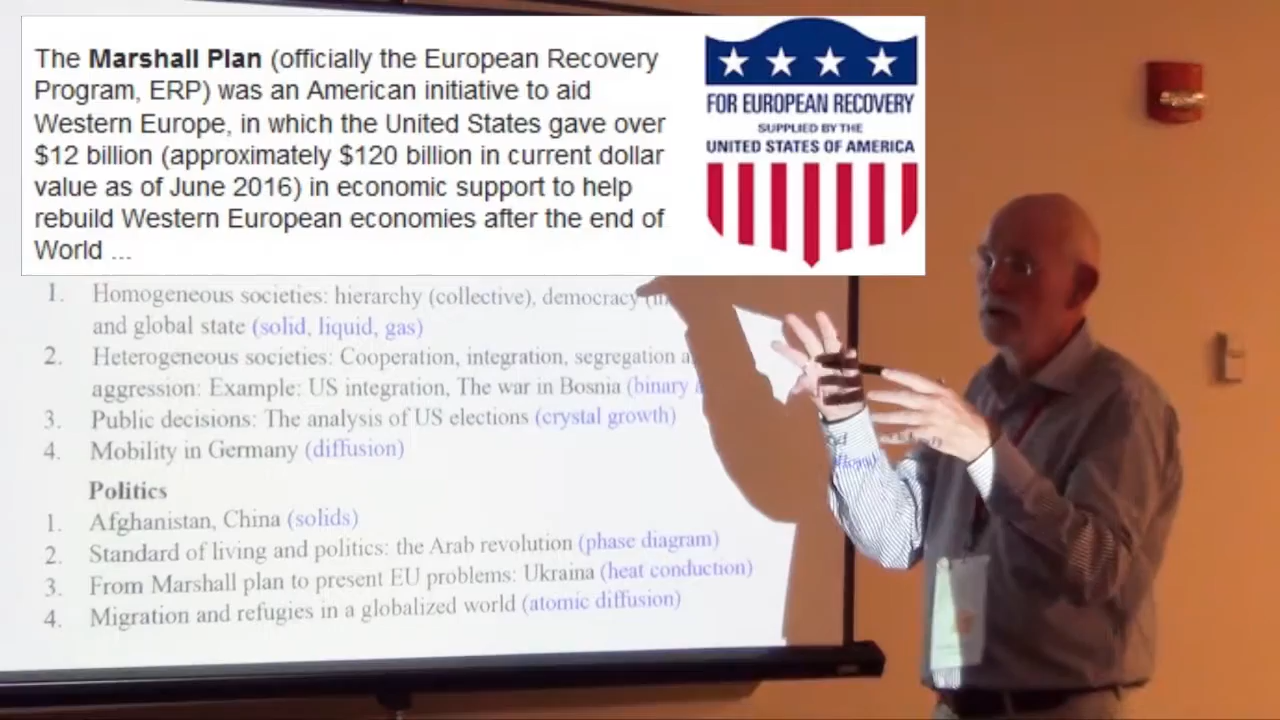 The Marshall Plan (officially the European Recovery
Program, ERP) was an American initiative to aid
Western Europe, in which the United States gave over
$12 billion (approximately $120 billion in current dollar
value as of June 2016) in economic support to help
rebuild Western European economies after the end of
World ...
FOR EUROPEAN RECOVERY
SUPPLIED BY THE
UNITED STATES OF AMERICA
1. Homogeneous societies: hierarchy (collective), democracy
and global state (solid, liquid, gas)
2. Heterogeneous societies: Cooperation, integration, segregation
aggression: Example: US integration, The war in Bosnia (binary
3. Public decisions: The analysis of US elections (crystal growth)
4. Mobility in Germany (diffusion)
Politics
1. Afghanistan, China (solids)
2. Standard of living and politics: the Arab revolution (phase diagram)
3. From Marshall plan to present EU problems: Ukraina (heat conduction)
4. Migration and refugies in a globalized world (atomic diffusion)